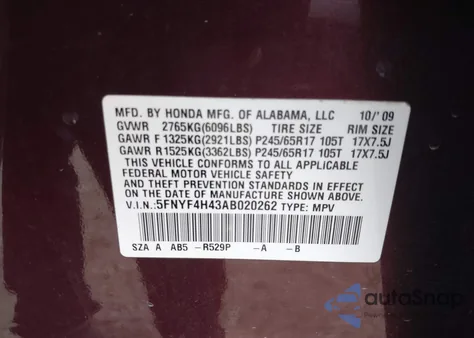 MFD. BY HONDA MFG. OF ALABAMA, LLC 10/'09
GVWR 2765KG(6096LBS) TIRE SIZE RIM SIZE
GAWR F 1325KG(2921LBS) P245/65R17 105T 17X7.5J
GAWR R 1525KG(3362LBS) P245/65R17 105T 17X7.5J
THIS VEHICLE CONFORMS TO ALL APPLICABLE
FEDERAL MOTOR VEHICLE SAFETY AND
THEFT PREVENTION STANDARDS IN EFFECT ON
THE DATE OF MANUFACTURE SHOWN ABOVE.
V.I.N.:5FNYF4H43AB020262 TYPE: MPV
SZA A AB5 -R529P -A -B
autoSnap